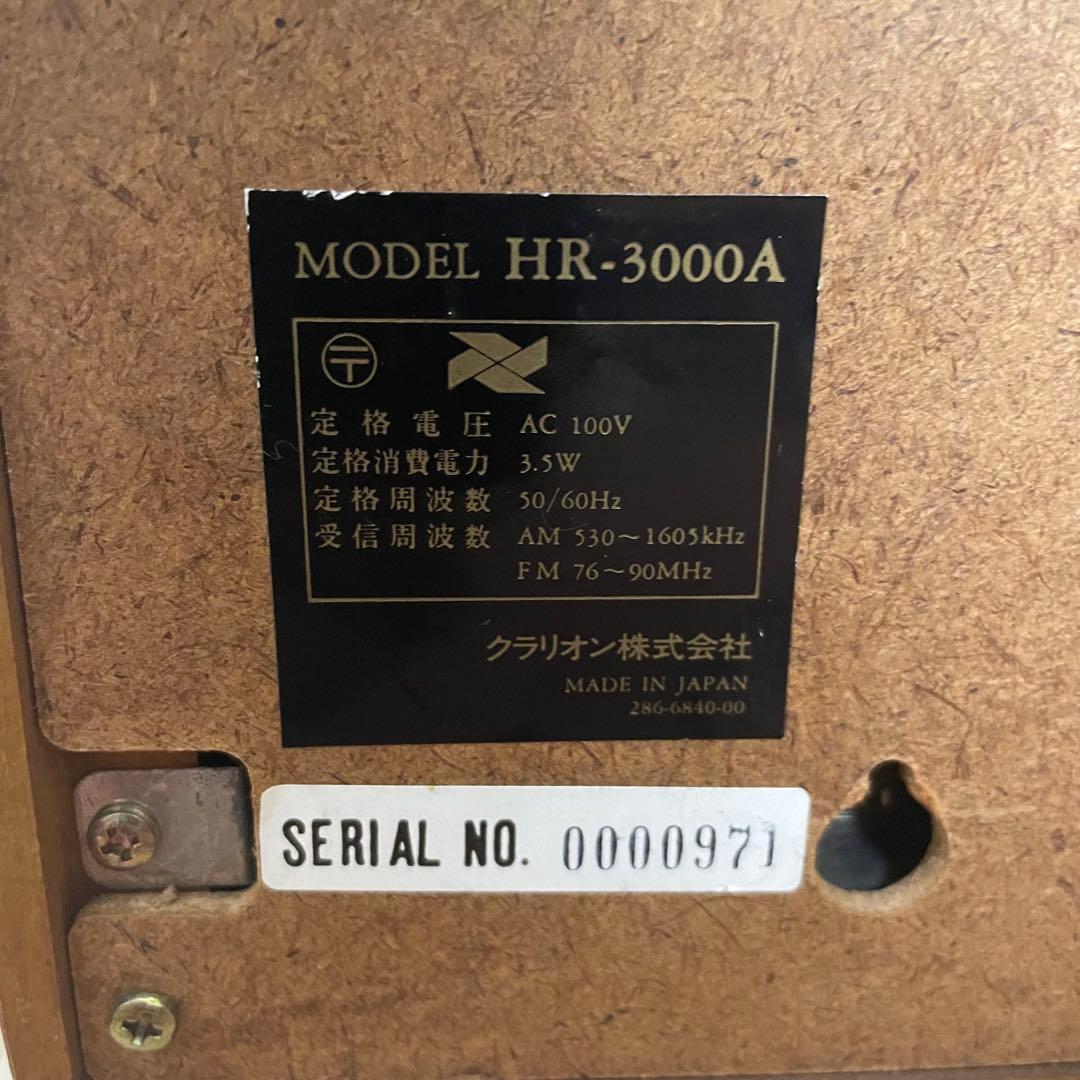 MODEL HR-3000A
〒
定格電圧 AC 100V
定格消費電力 3.5W
定格周波数 50/60Hz
受信周波数 AM 530～1605kHz
FM 76～90MHz
クラリオン株式会社
MADE IN JAPAN
286-6840-00
SERIAL NO. 0000971